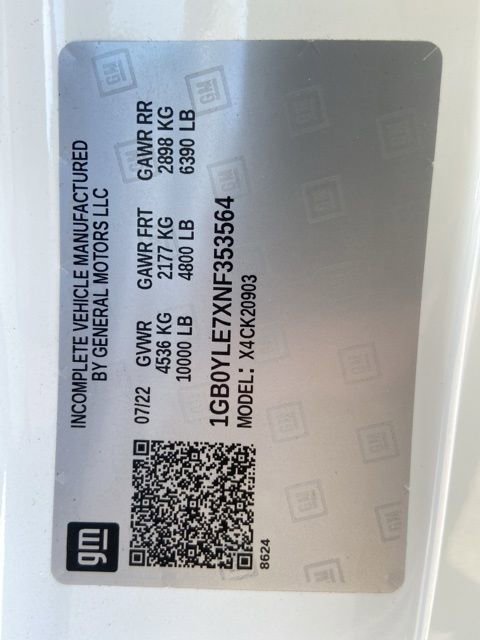 gm
INCOMPLETE VEHICLE MANUFACTURED
BY GENERAL MOTORS LLC
07/22 GVWR GAWR FRT GAWR RR
4536 KG 2177 KG 2898 KG
10000 LB 4800 LB 6390 LB
1GB0YLE7XNF353564
MODEL: X4CK20903
8624